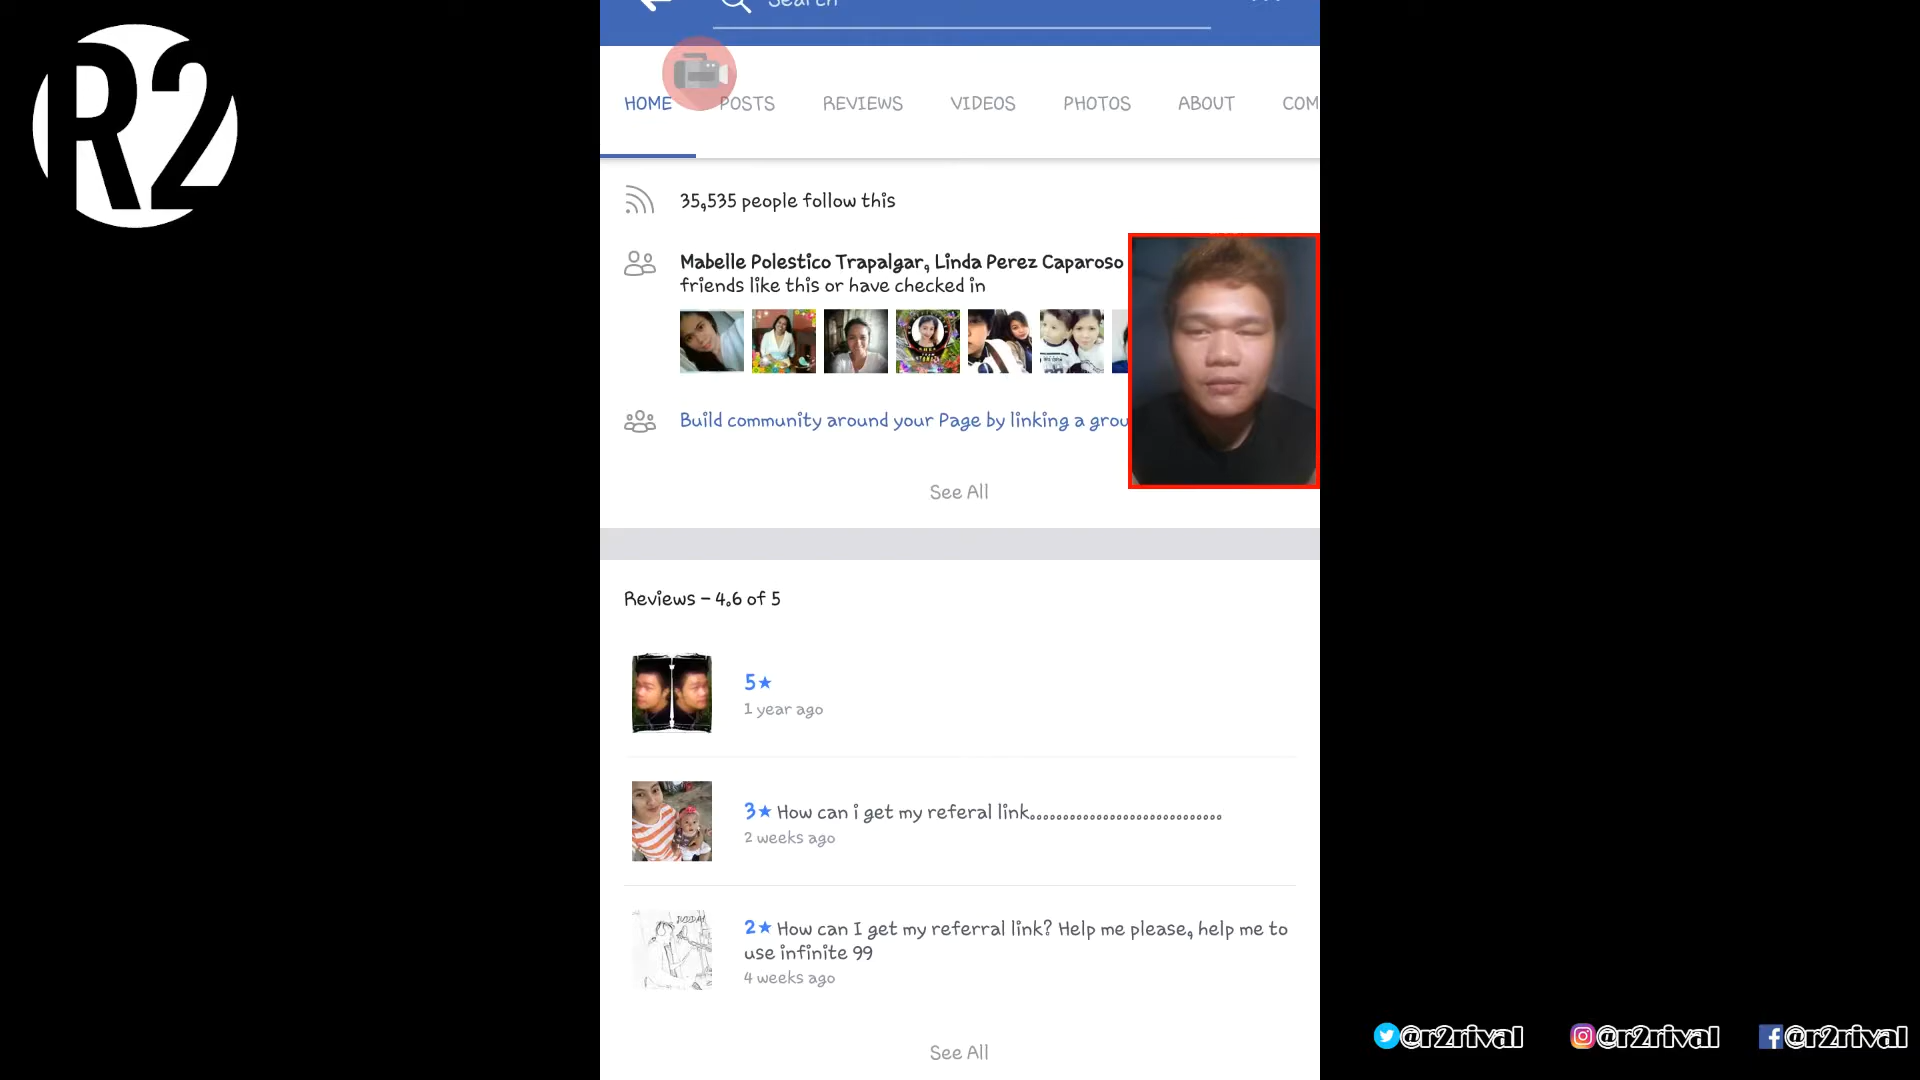 R2
Search
HOME POSTS REVIEWS VIDEOS PHOTOS ABOUT COM
35,535 people follow this
Mabelle Polestico Trapalgar, Linda Perez Caparoso
friends like this or have checked in
Build community around your Page by linking a grou
See All
Reviews – 4.6 of 5
5★
1 year ago
3★ How can i get my referal link.............................
2 weeks ago
2★ How can I get my referral link? Help me please, help me to
use infinite 99
4 weeks ago
See All
@r2rival @r2rival @r2rival